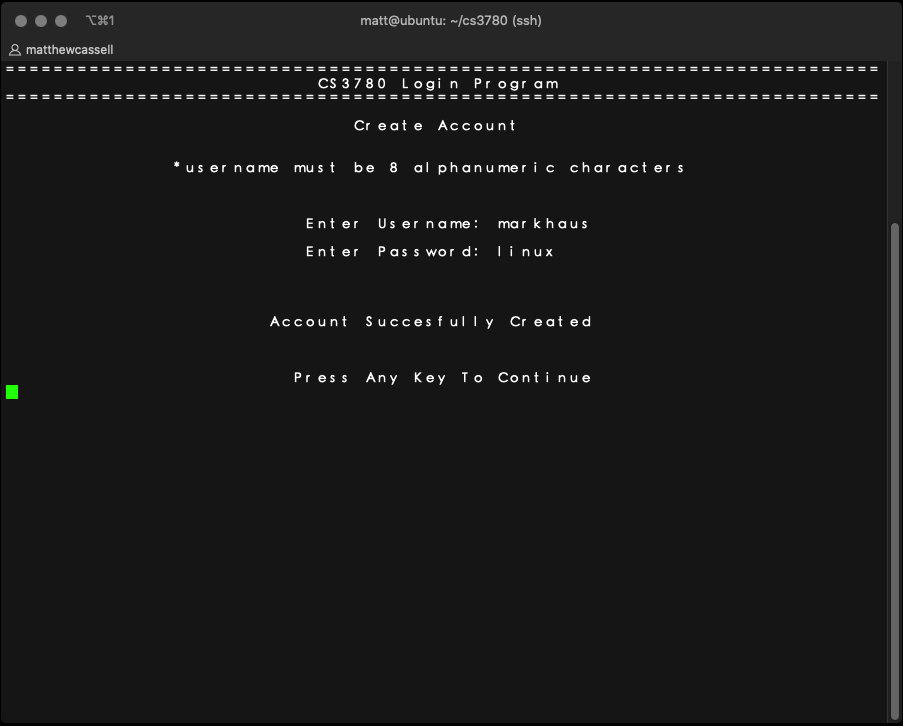 ⌥⌘1
matt@ubuntu: ~/cs3780 (ssh)
matthewcassell
=========================================================================
CS3780 Login Program
=========================================================================
Create Account
*username must be 8 alphanumeric characters
Enter Username: markhaus
Enter Password: linux
Account Succesfully Created
Press Any Key To Continue